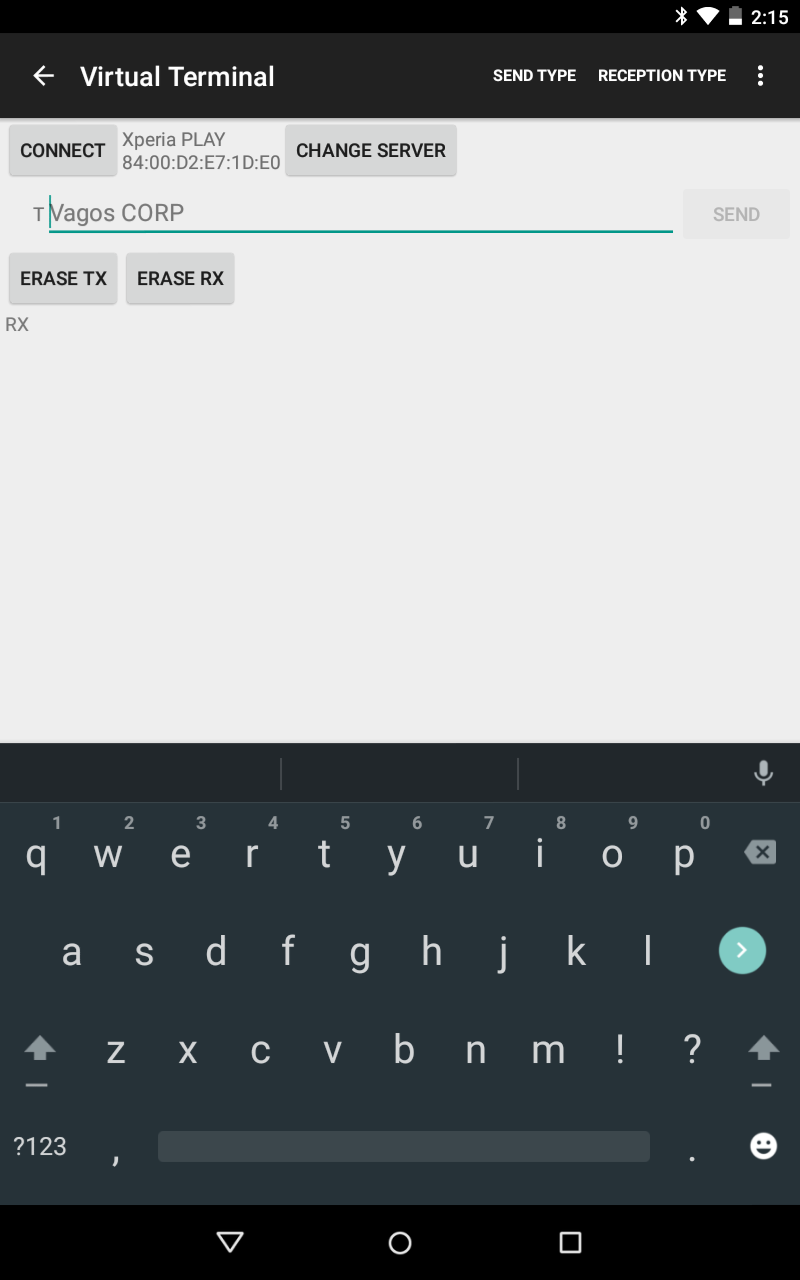 2:15
Virtual Terminal SEND TYPE RECEPTION TYPE
CONNECT Xperia PLAY 84:00:D2:E7:1D:E0 CHANGE SERVER
T Vagos CORP SEND
ERASE TX ERASE RX
RX
1 2 3 4 5 6 7 8 9 0
q w e r t y u i o p
a s d f g h j k l
z x c v b n m ! ?
?123 , .